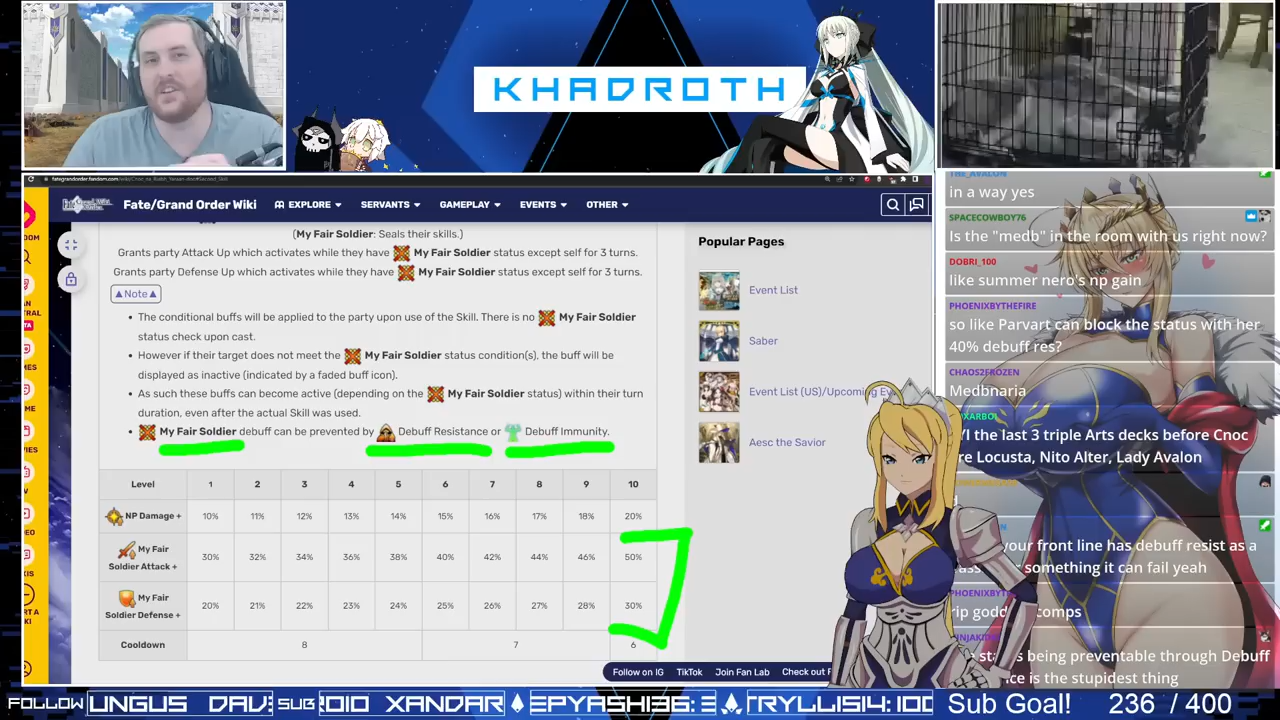 KHADROTH
Fate/Grand Order Wiki
EXPLORE
SERVANTS
GAMEPLAY
EVENTS
OTHER
(My Fair Soldier: Seals their skills.)
Grants party Attack Up which activates while they have My Fair Soldier status except self for 3 turns.
Grants party Defense Up which activates while they have My Fair Soldier status except self for 3 turns.
▲Note▲
• The conditional buffs will be applied to the party upon use of the Skill. There is no My Fair Soldier
status check upon cast.
• However if their target does not meet the My Fair Soldier status condition(s), the buff will be
displayed as inactive (indicated by a faded buff icon).
• As such these buffs can become active (depending on the My Fair Soldier status) within their turn
duration, even after the actual Skill was used.
• My Fair Soldier debuff can be prevented by Debuff Resistance or Debuff Immunity.
Level 1 2 3 4 5 6 7 8 9 10
NP Damage + 10% 11% 12% 13% 14% 15% 16% 17% 18% 20%
My Fair
Soldier Attack + 30% 32% 34% 36% 38% 40% 42% 44% 46% 50%
My Fair
Soldier Defense + 20% 21% 22% 23% 24% 25% 26% 27% 28% 30%
Cooldown 8 7 6
Popular Pages
Event List
Saber
Event List (US)/Upcoming Ev
Aesc the Savior
Follow on IG
TikTok
Join Fan Lab
Check out
THE_AVALON
in a way yes
SPACECOWBOY76
Is the "medb" in the room with us right now?
DOBRI_100
like summer nero's np gain
PHOENIXBYTHEFIRE
so like Parvart can block the status with her
40% debuff res?
CHAOS2FROZEN
Medbnaria
the last 3 triple Arts decks before Cnoc
Locusta, Nito Alter, Lady Avalon
your front line has debuff resist as a
something it can fail yeah
rip comps
being preventable through Debuff
is the stupidest thing
FOLLOW
UNGUS DAV
SUB
XANDAR
EPYASH136: 3
TRYLLIS14: 100
Sub Goal! 236 / 400